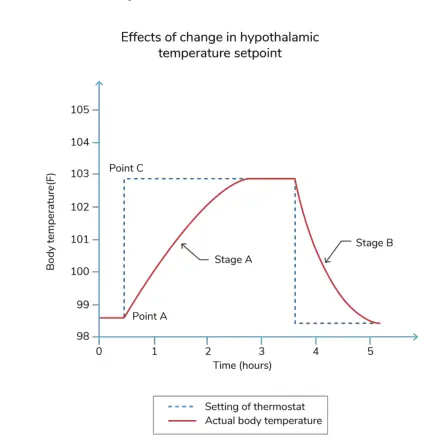 Effects of change in hypothalamic
temperature setpoint
Body temperature(F)
105
104
103
102
101
100
99
98
Point C
Stage A
Stage B
Point A
0 1 2 3 4 5
Time (hours)
Setting of thermostat
Actual body temperature